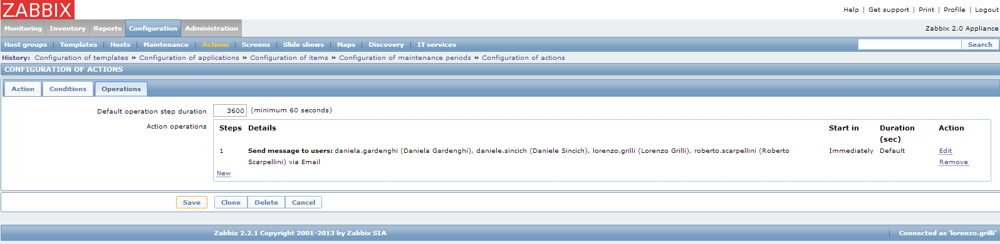 ZABBIX
Help | Get support | Print | Profile | Logout
Monitoring Inventory Reports Configuration Administration
Zabbix 2.0 Appliance
Host groups | Templates | Hosts | Maintenance | Actions | Screens | Slide shows | Maps | Discovery | IT services
Search
History: Configuration of templates » Configuration of applications » Configuration of items » Configuration of maintenance periods » Configuration of actions
CONFIGURATION OF ACTIONS
Action Conditions Operations
Default operation step duration 3600 (minimum 60 seconds)
Action operations
Steps Details Start in Duration (sec) Action
1 Send message to users: daniela.gardenghi (Daniela Gardenghi), daniele.sincich (Daniele Sincich), lorenzo.grilli (Lorenzo Grilli), roberto.scarpellini (Roberto
Scarpellini) via Email
Immediately Default Edit
Remove
New
Save Clone Delete Cancel
Zabbix 2.2.1 Copyright 2001-2013 by Zabbix SIA
| Connected as 'lorenzo.grilli'